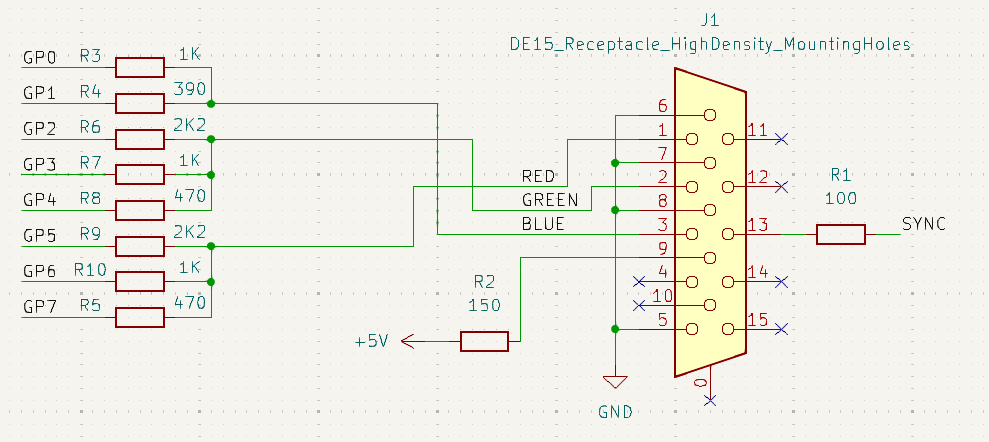 J1
DE15_Receptacle_HighDensity_MountingHoles
GP0 R3 1K
GP1 R4 390
GP2 R6 2K2
GP3 R7 1K
GP4 R8 470
GP5 R9 2K2
GP6 R10 1K
GP7 R5 470
RED
GREEN
BLUE
6
1
7
2
8
3
9
4
10
5
11
12
13
14
15
0
R1
100
SYNC
R2
150
+5V
GND